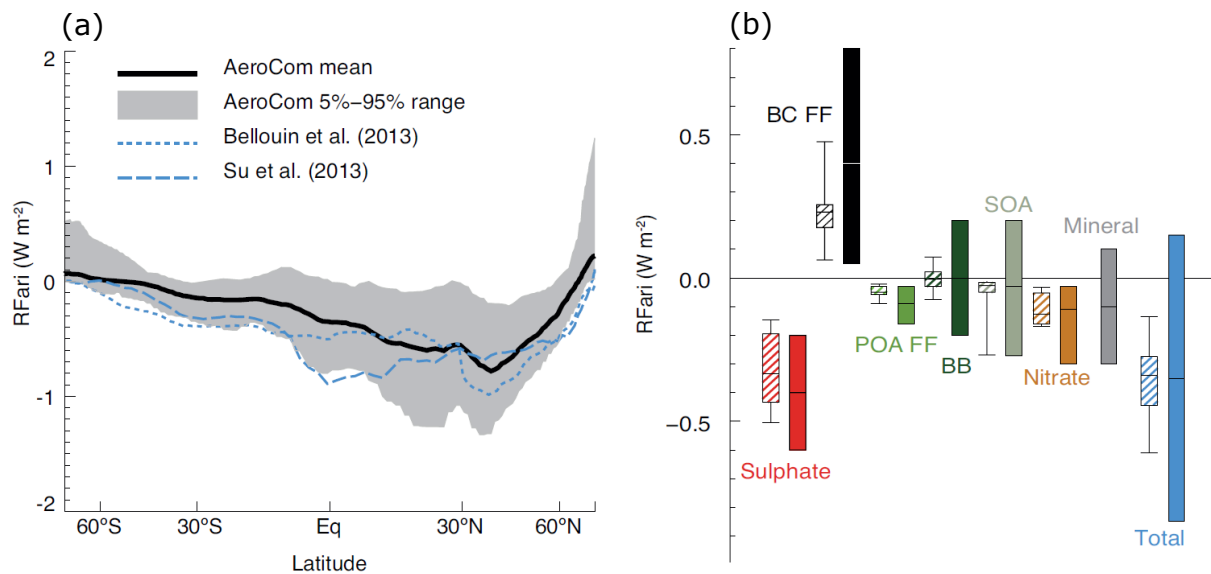 (a)
2
1
0
-1
-2
RFari (W m⁻²)
AeroCom mean
AeroCom 5%–95% range
Bellouin et al. (2013)
Su et al. (2013)
60°S
30°S
Eq
30°N
60°N
Latitude
(b)
0.5
0.0
−0.5
RFari (W m⁻²)
BC FF
SOA
Mineral
POA FF
BB
Nitrate
Sulphate
Total